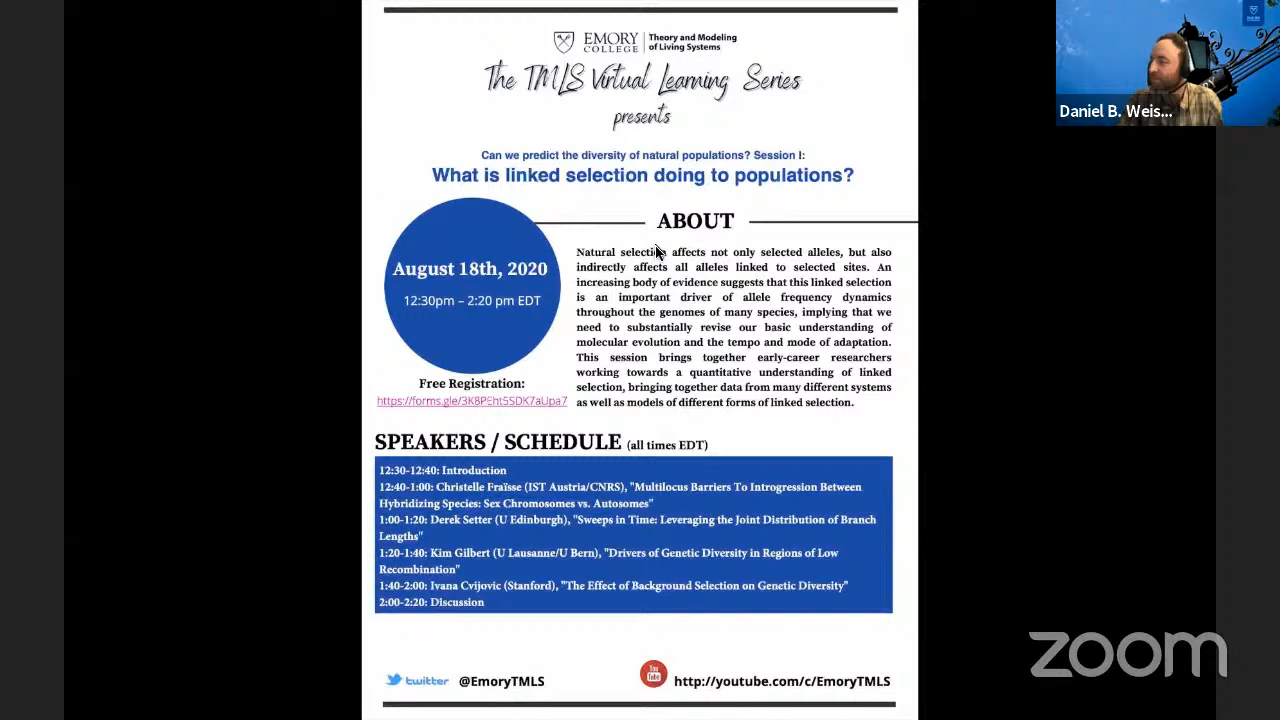 EMORY
COLLEGE
Theory and Modeling
of Living Systems
The TMLS Virtual Learning Series
presents
Can we predict the diversity of natural populations? Session I:
What is linked selection doing to populations?
ABOUT
August 18th, 2020
12:30pm – 2:20 pm EDT
Free Registration:
https://forms.gle/3K8PEht5SDK7aUpa7
Natural selection affects not only selected alleles, but also
indirectly affects all alleles linked to selected sites. An
increasing body of evidence suggests that this linked selection
is an important driver of allele frequency dynamics
throughout the genomes of many species, implying that we
need to substantially revise our basic understanding of
molecular evolution and the tempo and mode of adaptation.
This session brings together early-career researchers
working towards a quantitative understanding of linked
selection, bringing together data from many different systems
as well as models of different forms of linked selection.
SPEAKERS / SCHEDULE (all times EDT)
12:30-12:40: Introduction
12:40-1:00: Christelle Fraïsse (IST Austria/CNRS), "Multilocus Barriers To Introgression Between
Hybridizing Species: Sex Chromosomes vs. Autosomes"
1:00-1:20: Derek Setter (U Edinburgh), "Sweeps in Time: Leveraging the Joint Distribution of Branch
Lengths"
1:20-1:40: Kim Gilbert (U Lausanne/U Bern), "Drivers of Genetic Diversity in Regions of Low
Recombination"
1:40-2:00: Ivana Cvijovic (Stanford), "The Effect of Background Selection on Genetic Diversity"
2:00-2:20: Discussion
twitter @EmoryTMLS
You Tube http://youtube.com/c/EmoryTMLS
Daniel B. Weis...
zoom